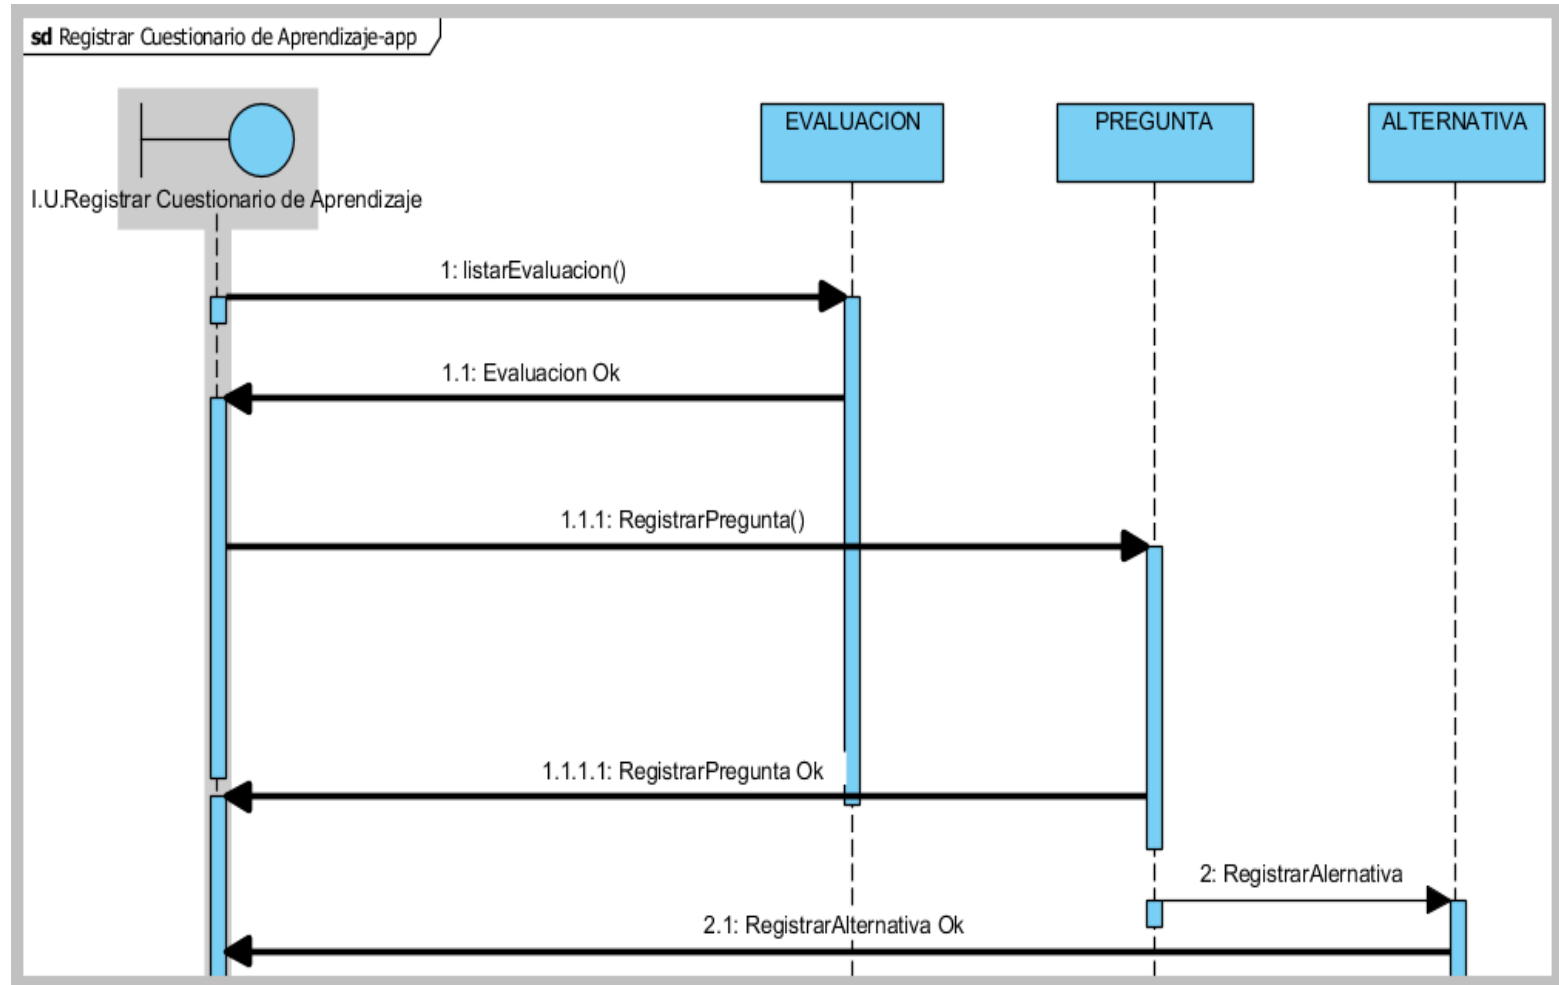 sd Registrar Cuestionario de Aprendizaje-app
EVALUACION
PREGUNTA
ALTERNATIVA
I.U.Registrar Cuestionario de Aprendizaje
1: listarEvaluacion()
1.1: Evaluacion Ok
1.1.1: RegistrarPregunta()
1.1.1.1: RegistrarPregunta Ok
2: RegistrarAlernativa
2.1: RegistrarAlternativa Ok